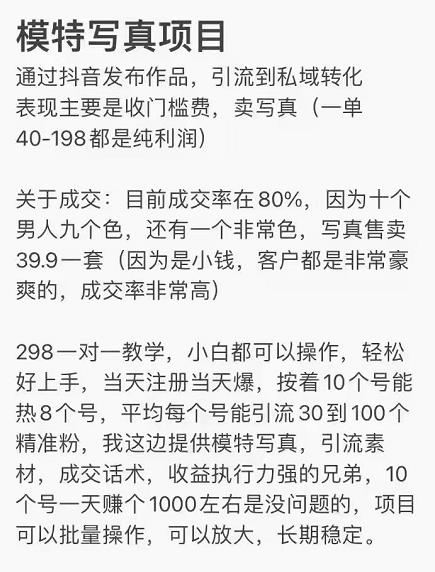 模特写真项目
通过抖音发布作品，引流到私域转化
表现主要是收门槛费，卖写真（一单
40-198都是纯利润）
关于成交：目前成交率在80%，因为十个
男人九个色，还有一个非常色，写真售卖
39.9一套（因为是小钱，客户都是非常豪
爽的，成交率非常高）
298一对一教学，小白都可以操作，轻松
好上手，当天注册当天爆，按着10个号能
热8个号，平均每个号能引流30到100个
精准粉，我这边提供模特写真，引流素
材，成交话术，收益执行力强的兄弟，10
个号一天赚个1000左右是没问题的，项目
可以批量操作，可以放大，长期稳定。